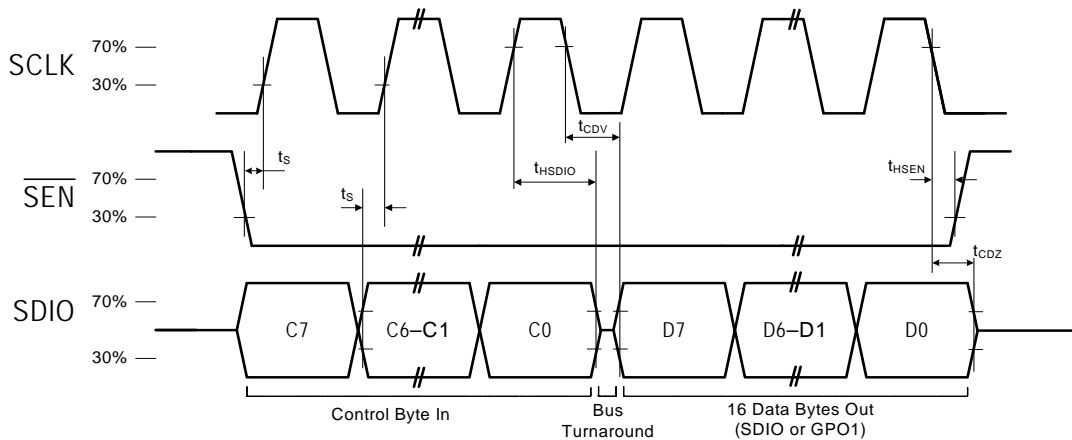 SCLK
70%
30%
tCDV
tS
tHSDIO
tHSEN
SEN
70%
30%
tS
tCDZ
SDIO
70%
30%
C7
C6–C1
C0
D7
D6–D1
D0
Control Byte In
Bus
Turnaround
16 Data Bytes Out
(SDIO or GPO1)